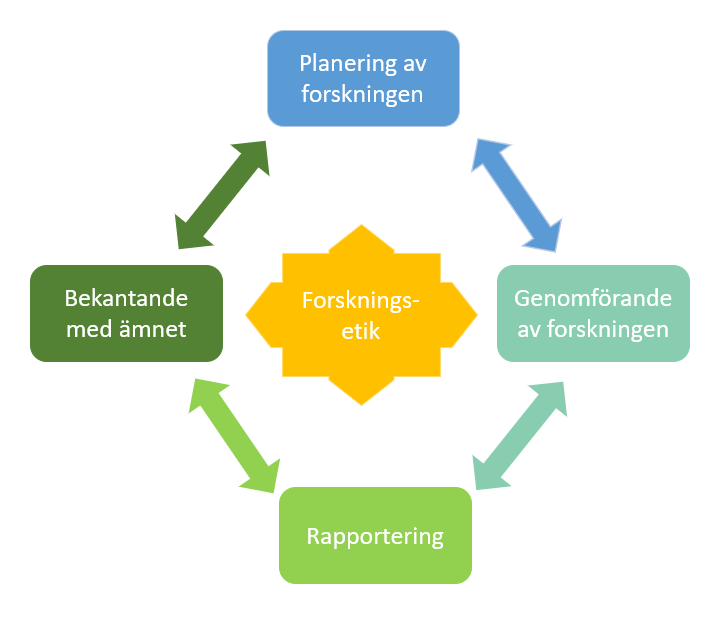 Planering av
forskningen
Bekantande
med ämnet
Forsknings-
etik
Genomförande
av forskningen
Rapportering